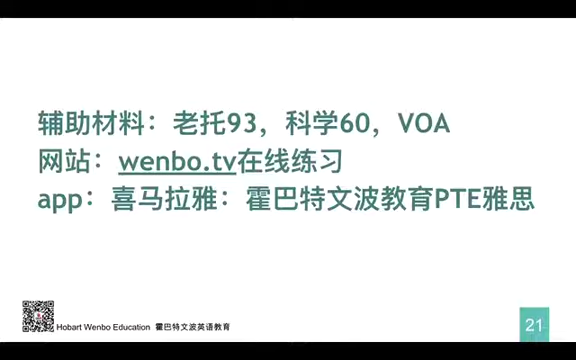 辅助材料：老托93，科学60，VOA
网站：wenbo.tv在线练习
app：喜马拉雅：霍巴特文波教育PTE雅思
Hobart Wenbo Education 霍巴特文波英语教育
21